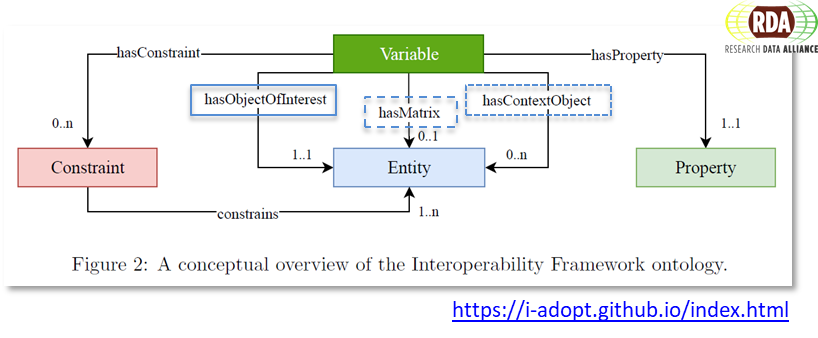 RDA
RESEARCH DATA ALLIANCE
hasConstraint
Variable
hasProperty
hasObjectOfInterest
hasMatrix
hasContextObject
0..n
0..1
1..1
1..1
0..n
Constraint
Entity
Property
constrains
1..n
Figure 2: A conceptual overview of the Interoperability Framework ontology.
https://i-adopt.github.io/index.html